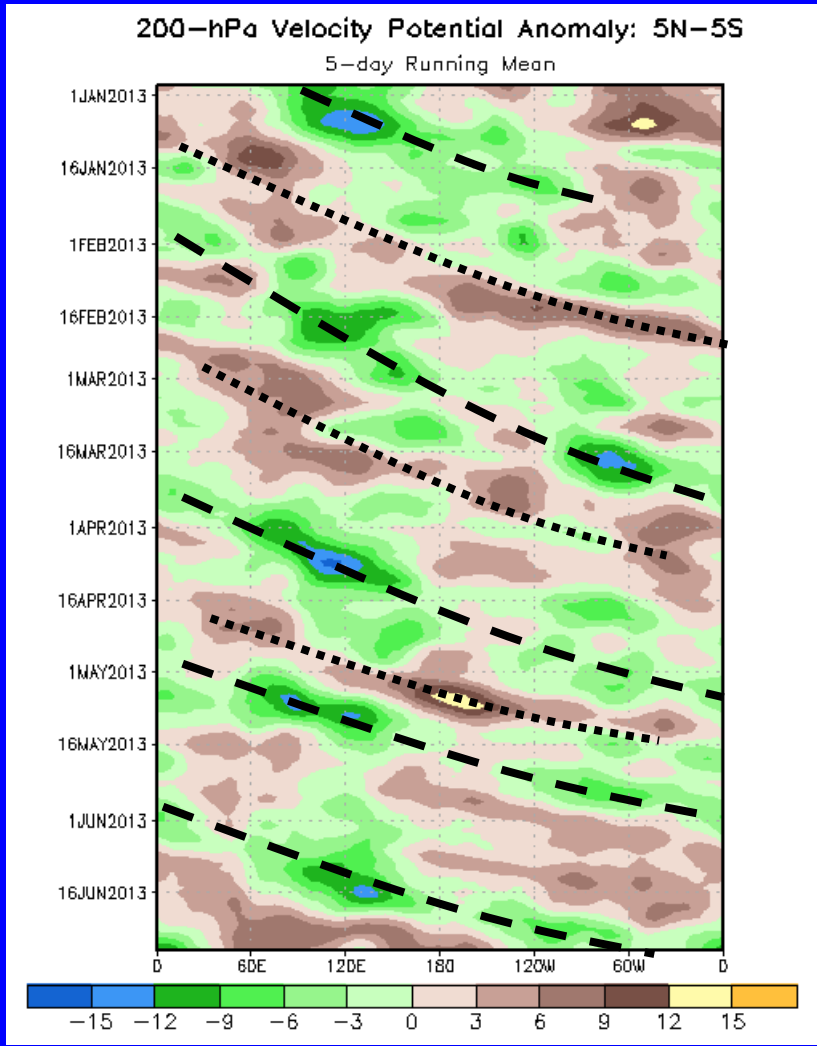 200-hPa Velocity Potential Anomaly: 5N-5S
5-day Running Mean
1JAN2013
16JAN2013
1FEB2013
16FEB2013
1MAR2013
16MAR2013
1APR2013
16APR2013
1MAY2013
16MAY2013
1JUN2013
16JUN2013
0 60E 120E 180 120W 60W 0
-15 -12 -9 -6 -3 0 3 6 9 12 15